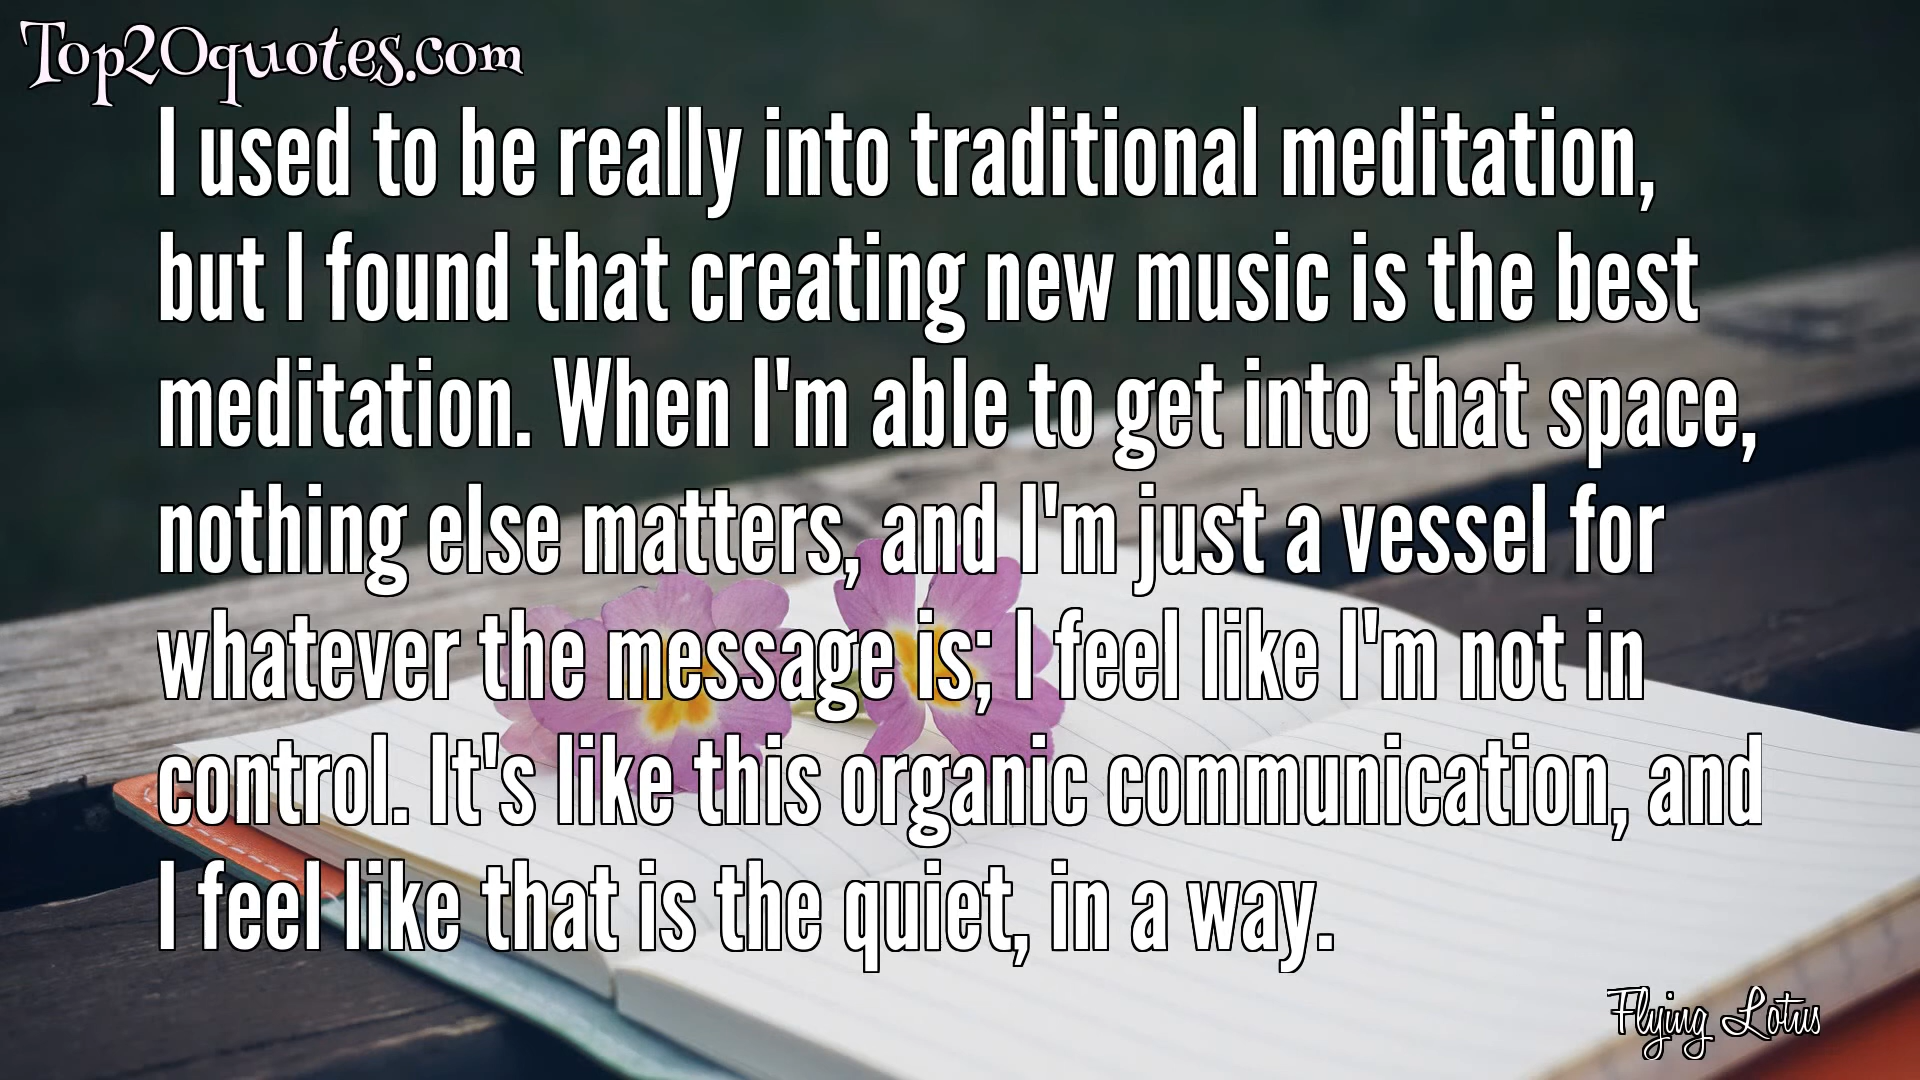 Top20quotes.com
I used to be really into traditional meditation,
but I found that creating new music is the best
meditation. When I'm able to get into that space,
nothing else matters, and I'm just a vessel for
whatever the message is; I feel like I'm not in
control. It's like this organic communication, and
I feel like that is the quiet, in a way.
Flying Lotus